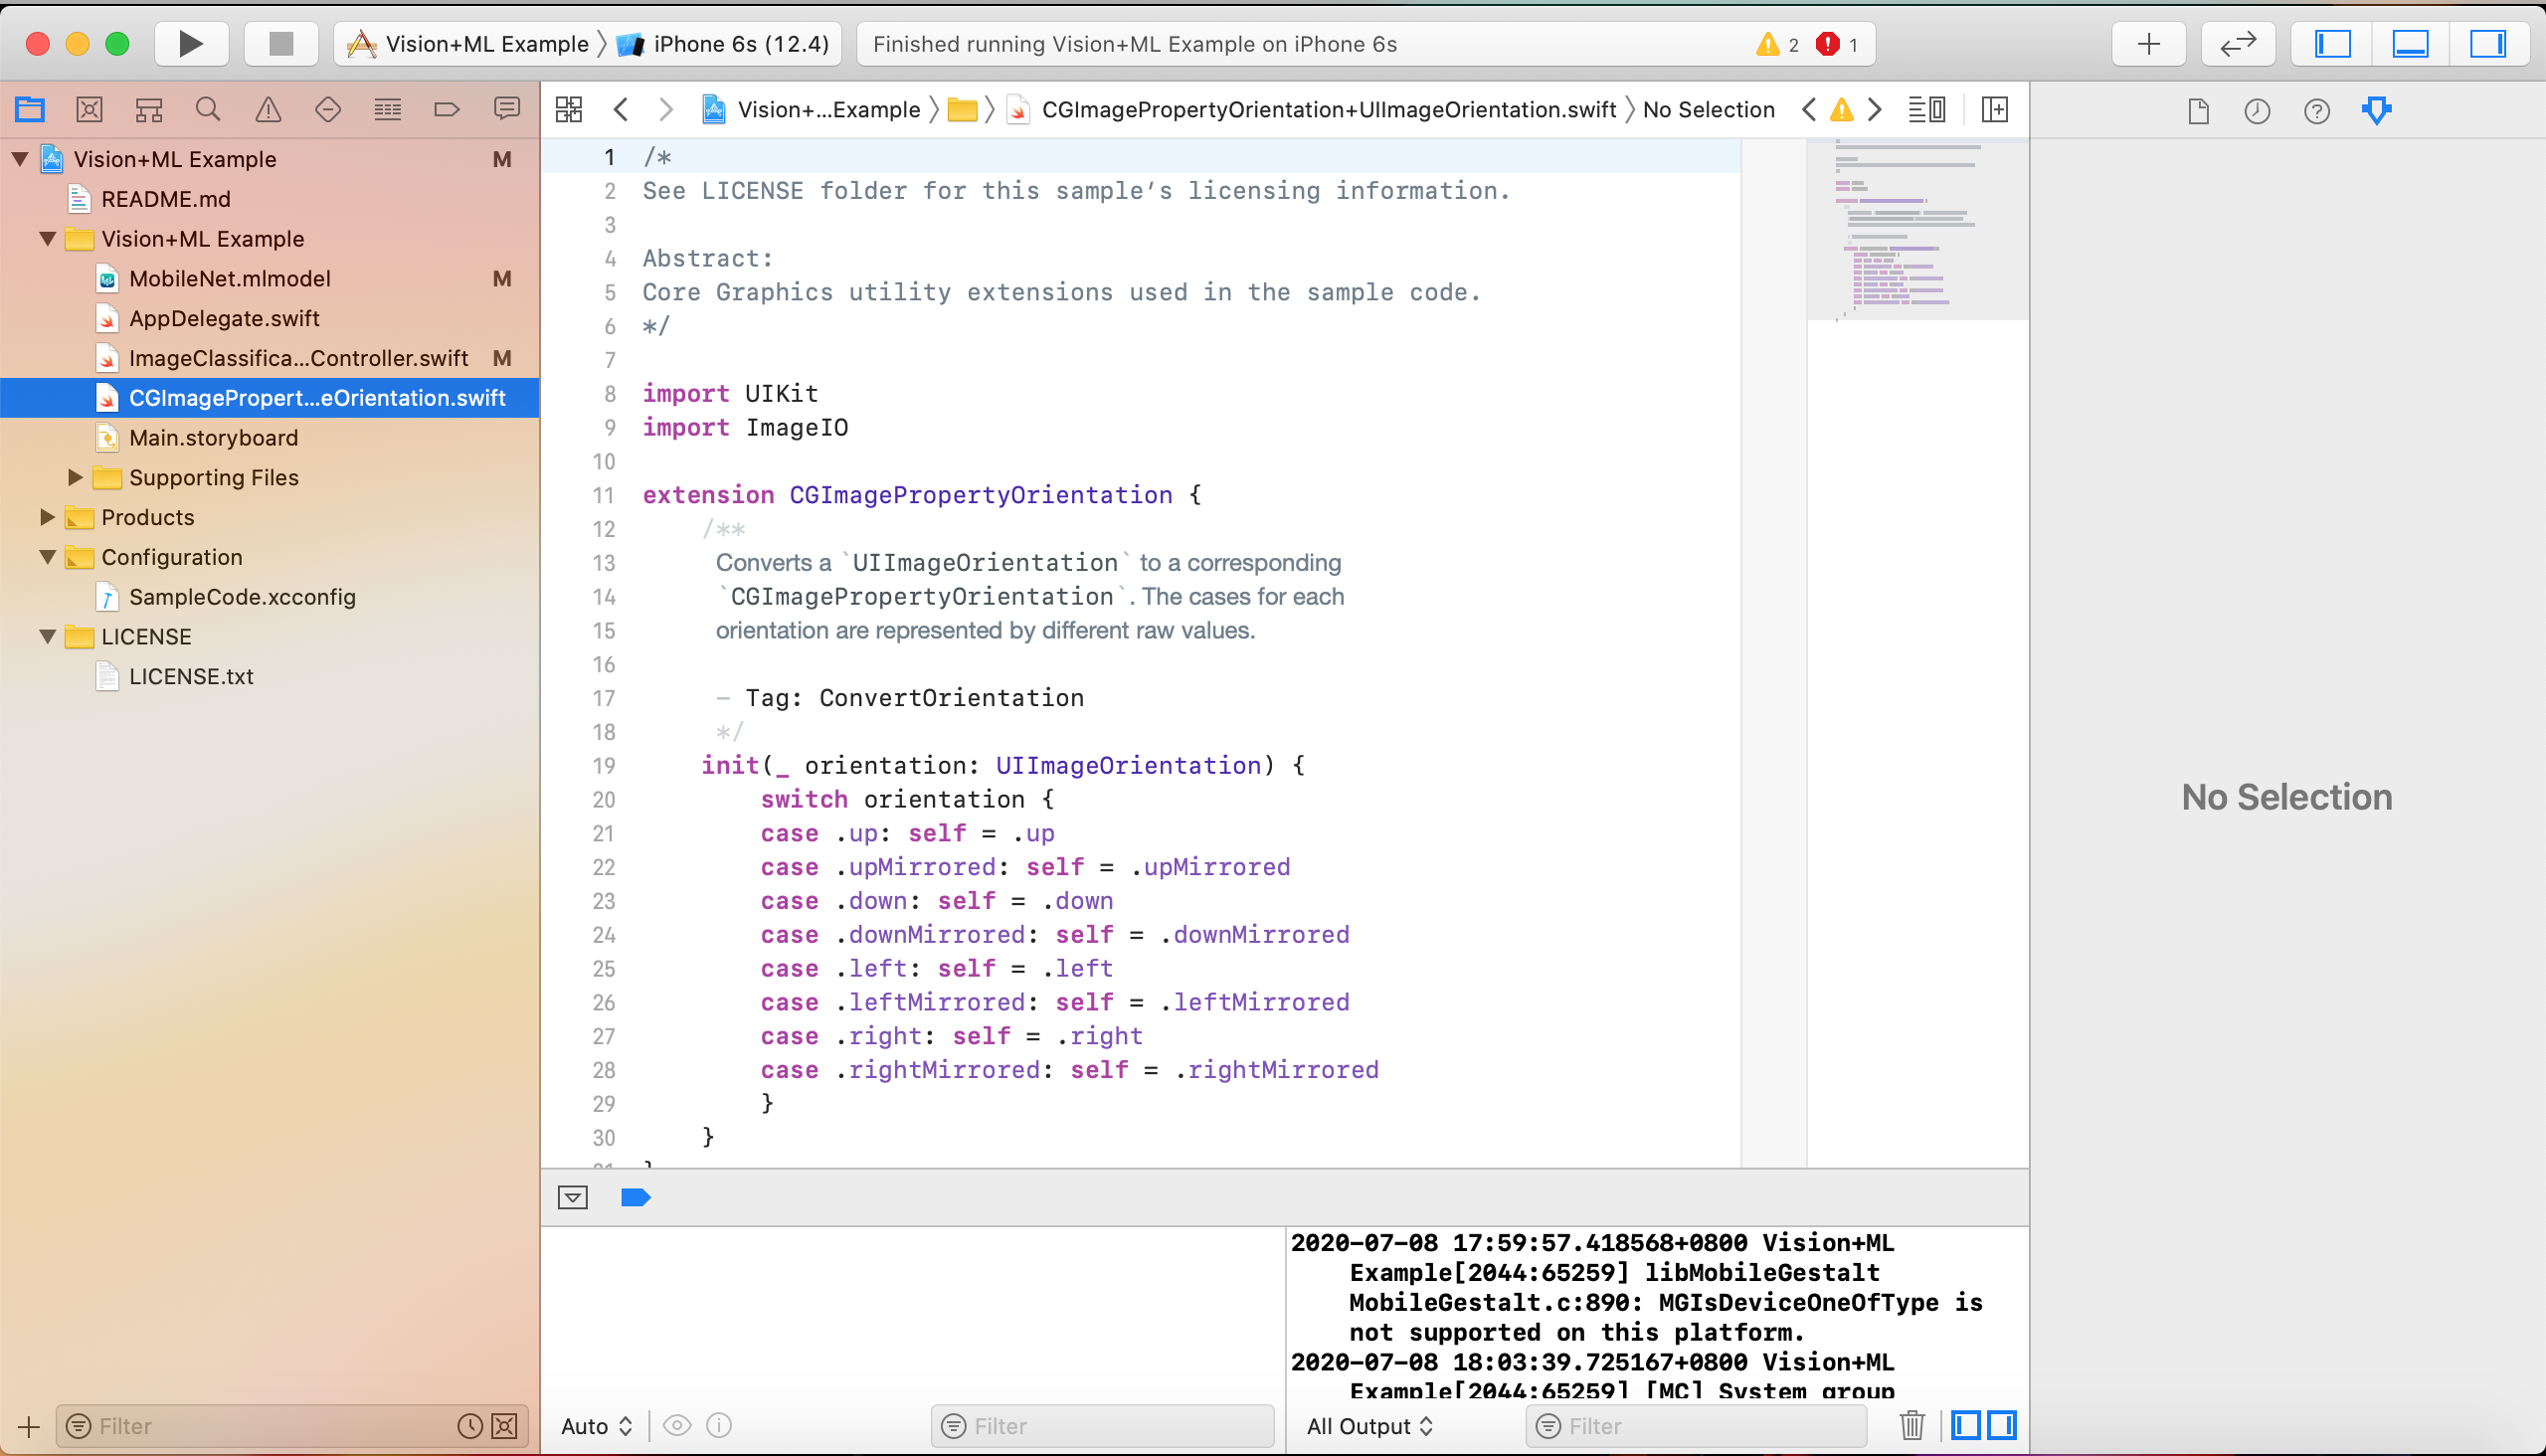 Vision+ML Example
iPhone 6s (12.4)
Finished running Vision+ML Example on iPhone 6s
2
1
Vision+...Example
CGImagePropertyOrientation+UIImageOrientation.swift
No Selection
Vision+ML Example M
README.md
Vision+ML Example
MobileNet.mlmodel M
AppDelegate.swift
ImageClassifica...Controller.swift M
CGImagePropert...eOrientation.swift
Main.storyboard
Supporting Files
Products
Configuration
SampleCode.xcconfig
LICENSE
LICENSE.txt
Filter
1 /*
2 See LICENSE folder for this sample’s licensing information.
3
4 Abstract:
5 Core Graphics utility extensions used in the sample code.
6 */
7
8 import UIKit
9 import ImageIO
10
11 extension CGImagePropertyOrientation {
12 /**
13 Converts a `UIImageOrientation` to a corresponding
14 `CGImagePropertyOrientation`. The cases for each
15 orientation are represented by different raw values.
16
17 - Tag: ConvertOrientation
18 */
19 init(_ orientation: UIImageOrientation) {
20 switch orientation {
21 case .up: self = .up
22 case .upMirrored: self = .upMirrored
23 case .down: self = .down
24 case .downMirrored: self = .downMirrored
25 case .left: self = .left
26 case .leftMirrored: self = .leftMirrored
27 case .right: self = .right
28 case .rightMirrored: self = .rightMirrored
29 }
30 }
31 }
No Selection
2020-07-08 17:59:57.418568+0800 Vision+ML
Example[2044:65259] libMobileGestalt
MobileGestalt.c:890: MGIsDeviceOneOfType is
not supported on this platform.
2020-07-08 18:03:39.725167+0800 Vision+ML
Example[2044:65259] [MC] System group
Auto
Filter
All Output
Filter